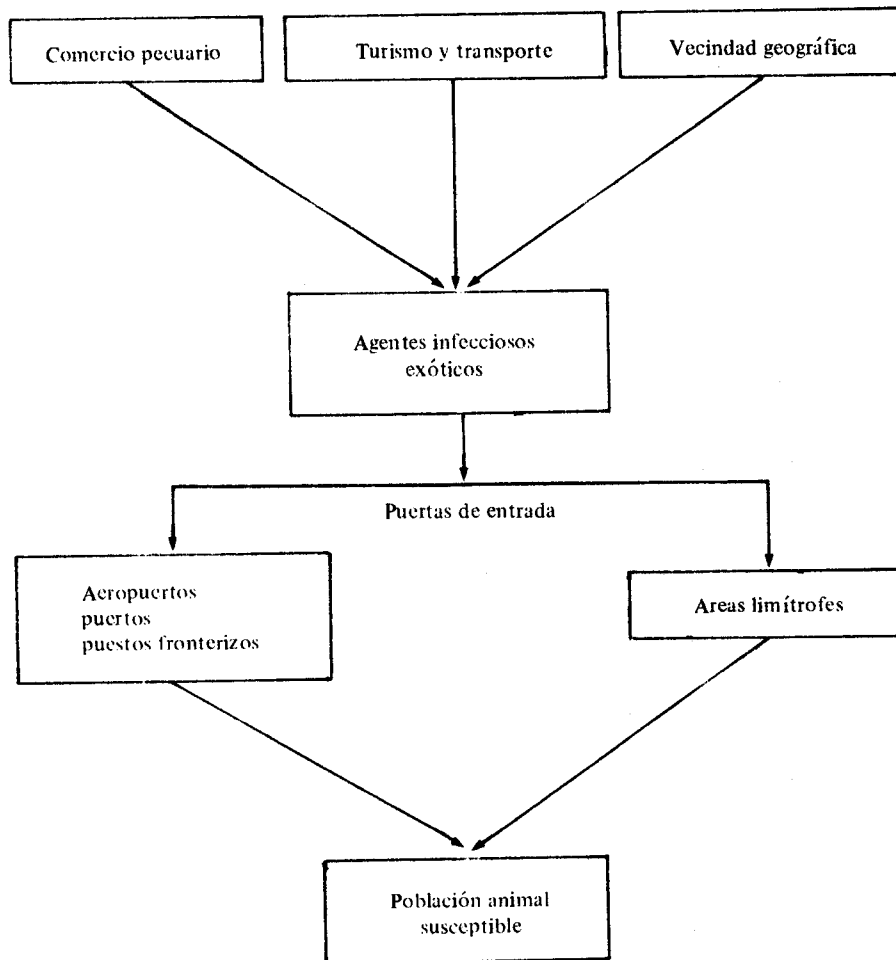 Comercio pecuario
Turismo y transporte
Vecindad geográfica
Agentes infecciosos
exóticos
Puertas de entrada
Aeropuertos
puertos
puestos fronterizos
Areas limítrofes
Población animal
susceptible